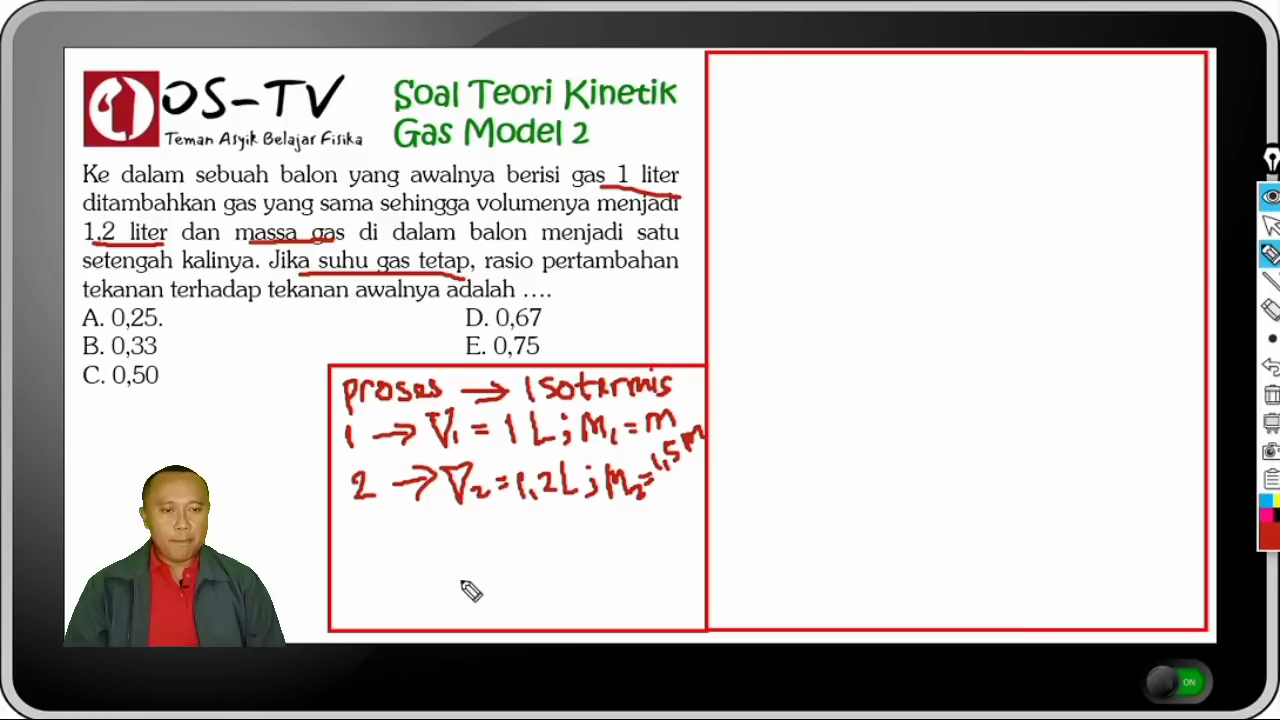 OS-TV
Teman Asyik Belajar Fisika
Soal Teori Kinetik
Gas Model 2
Ke dalam sebuah balon yang awalnya berisi gas 1 liter
ditambahkan gas yang sama sehingga volumenya menjadi
1,2 liter dan massa gas di dalam balon menjadi satu
setengah kalinya. Jika suhu gas tetap, rasio pertambahan
tekanan terhadap tekanan awalnya adalah ….
A. 0,25.
B. 0,33
C. 0,50
D. 0,67
E. 0,75
proses → Isotermis
1 → V₁ = 1 L ; M₁ = m
2 → V₂ = 1,2 L ; M₂ = 1,5 m
ON